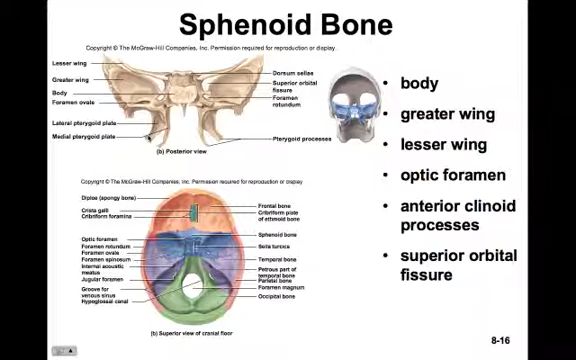 Sphenoid Bone
Copyright © The McGraw-Hill Companies, Inc. Permission required for reproduction or display.
Lesser wing
Greater wing
Body
Foramen ovale
Lateral pterygoid plate
Medial pterygoid plate
Dorsum sellae
Superior orbital
fissure
Foramen
rotundum
Pterygoid processes
(b) Posterior view
Copyright © The McGraw-Hill Companies, Inc. Permission required for reproduction or display
Diploe (spongy bone)
Crista galli
Cribriform foramina
Optic foramen
Foramen rotundum
Foramen ovale
Foramen spinosum
Internal acoustic
meatus
Jugular foramen
Groove for
venous sinus
Hypoglossal canal
Frontal bone
Cribriform plate
of ethmoid bone
Sphenoid bone
Sella turcica
Temporal bone
Petrous part of
temporal bone
Parietal bone
Foramen magnum
Occipital bone
(b) Superior view of cranial floor
• body
• greater wing
• lesser wing
• optic foramen
• anterior clinoid
processes
• superior orbital
fissure
8-16